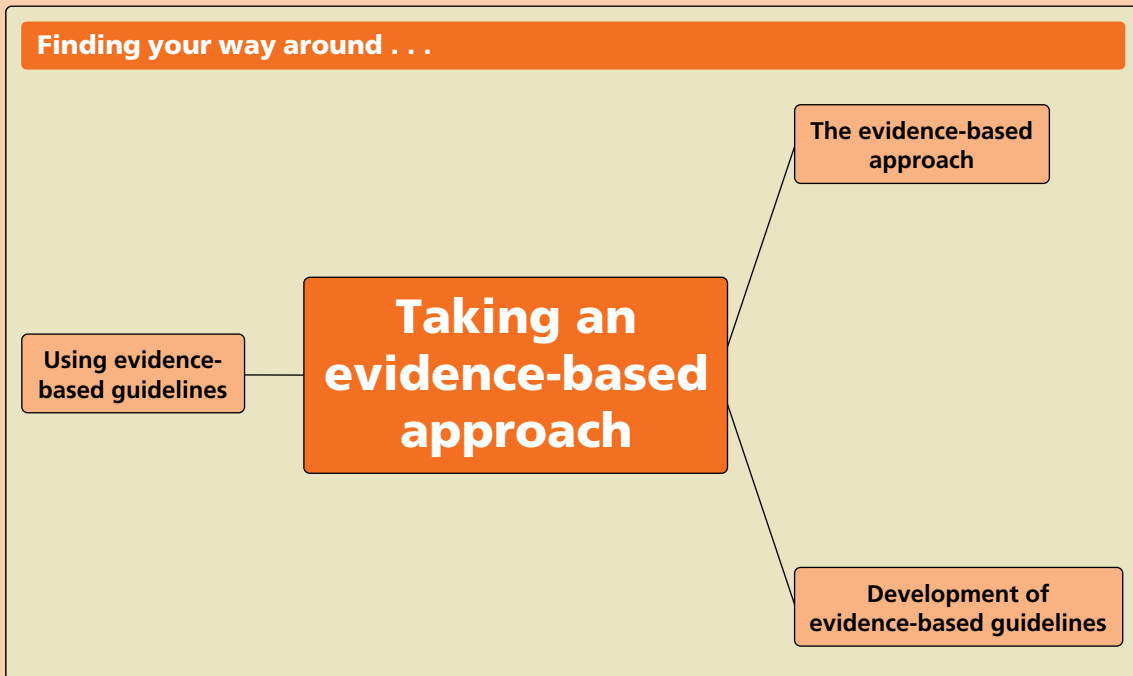 Finding your way around . . .
The evidence-based
approach
Taking an
evidence-based
approach
Using evidence-
based guidelines
Development of
evidence-based guidelines